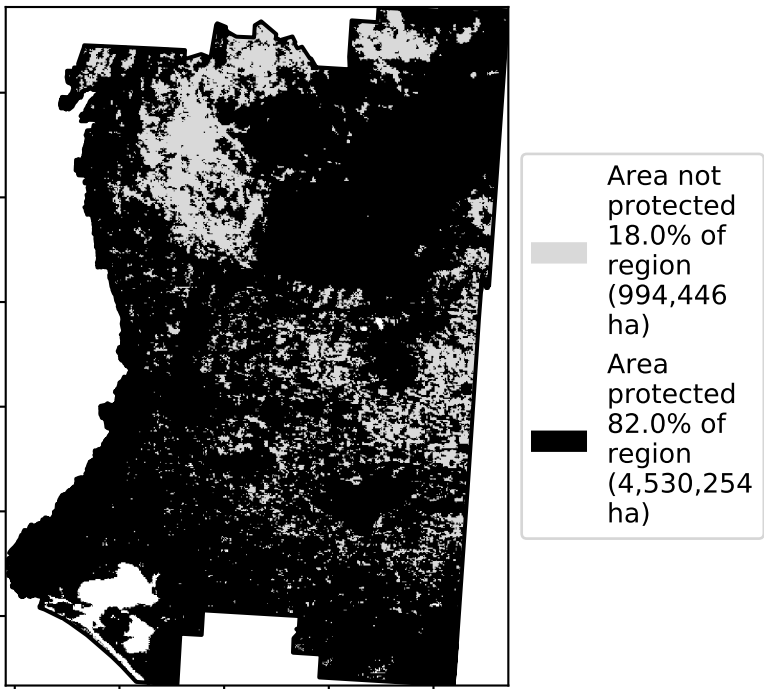 Area not
protected
18.0% of
region
(994,446
ha)
Area
protected
82.0% of
region
(4,530,254
ha)